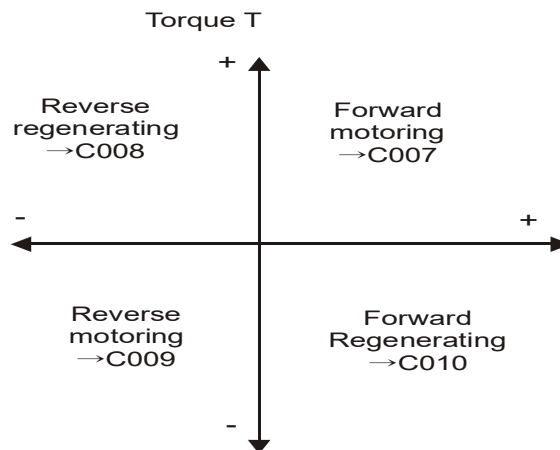 Torque T
+
Reverse
regenerating
→C008
Forward
motoring
→C007
-
+
Reverse
motoring
→C009
Forward
Regenerating
→C010
-